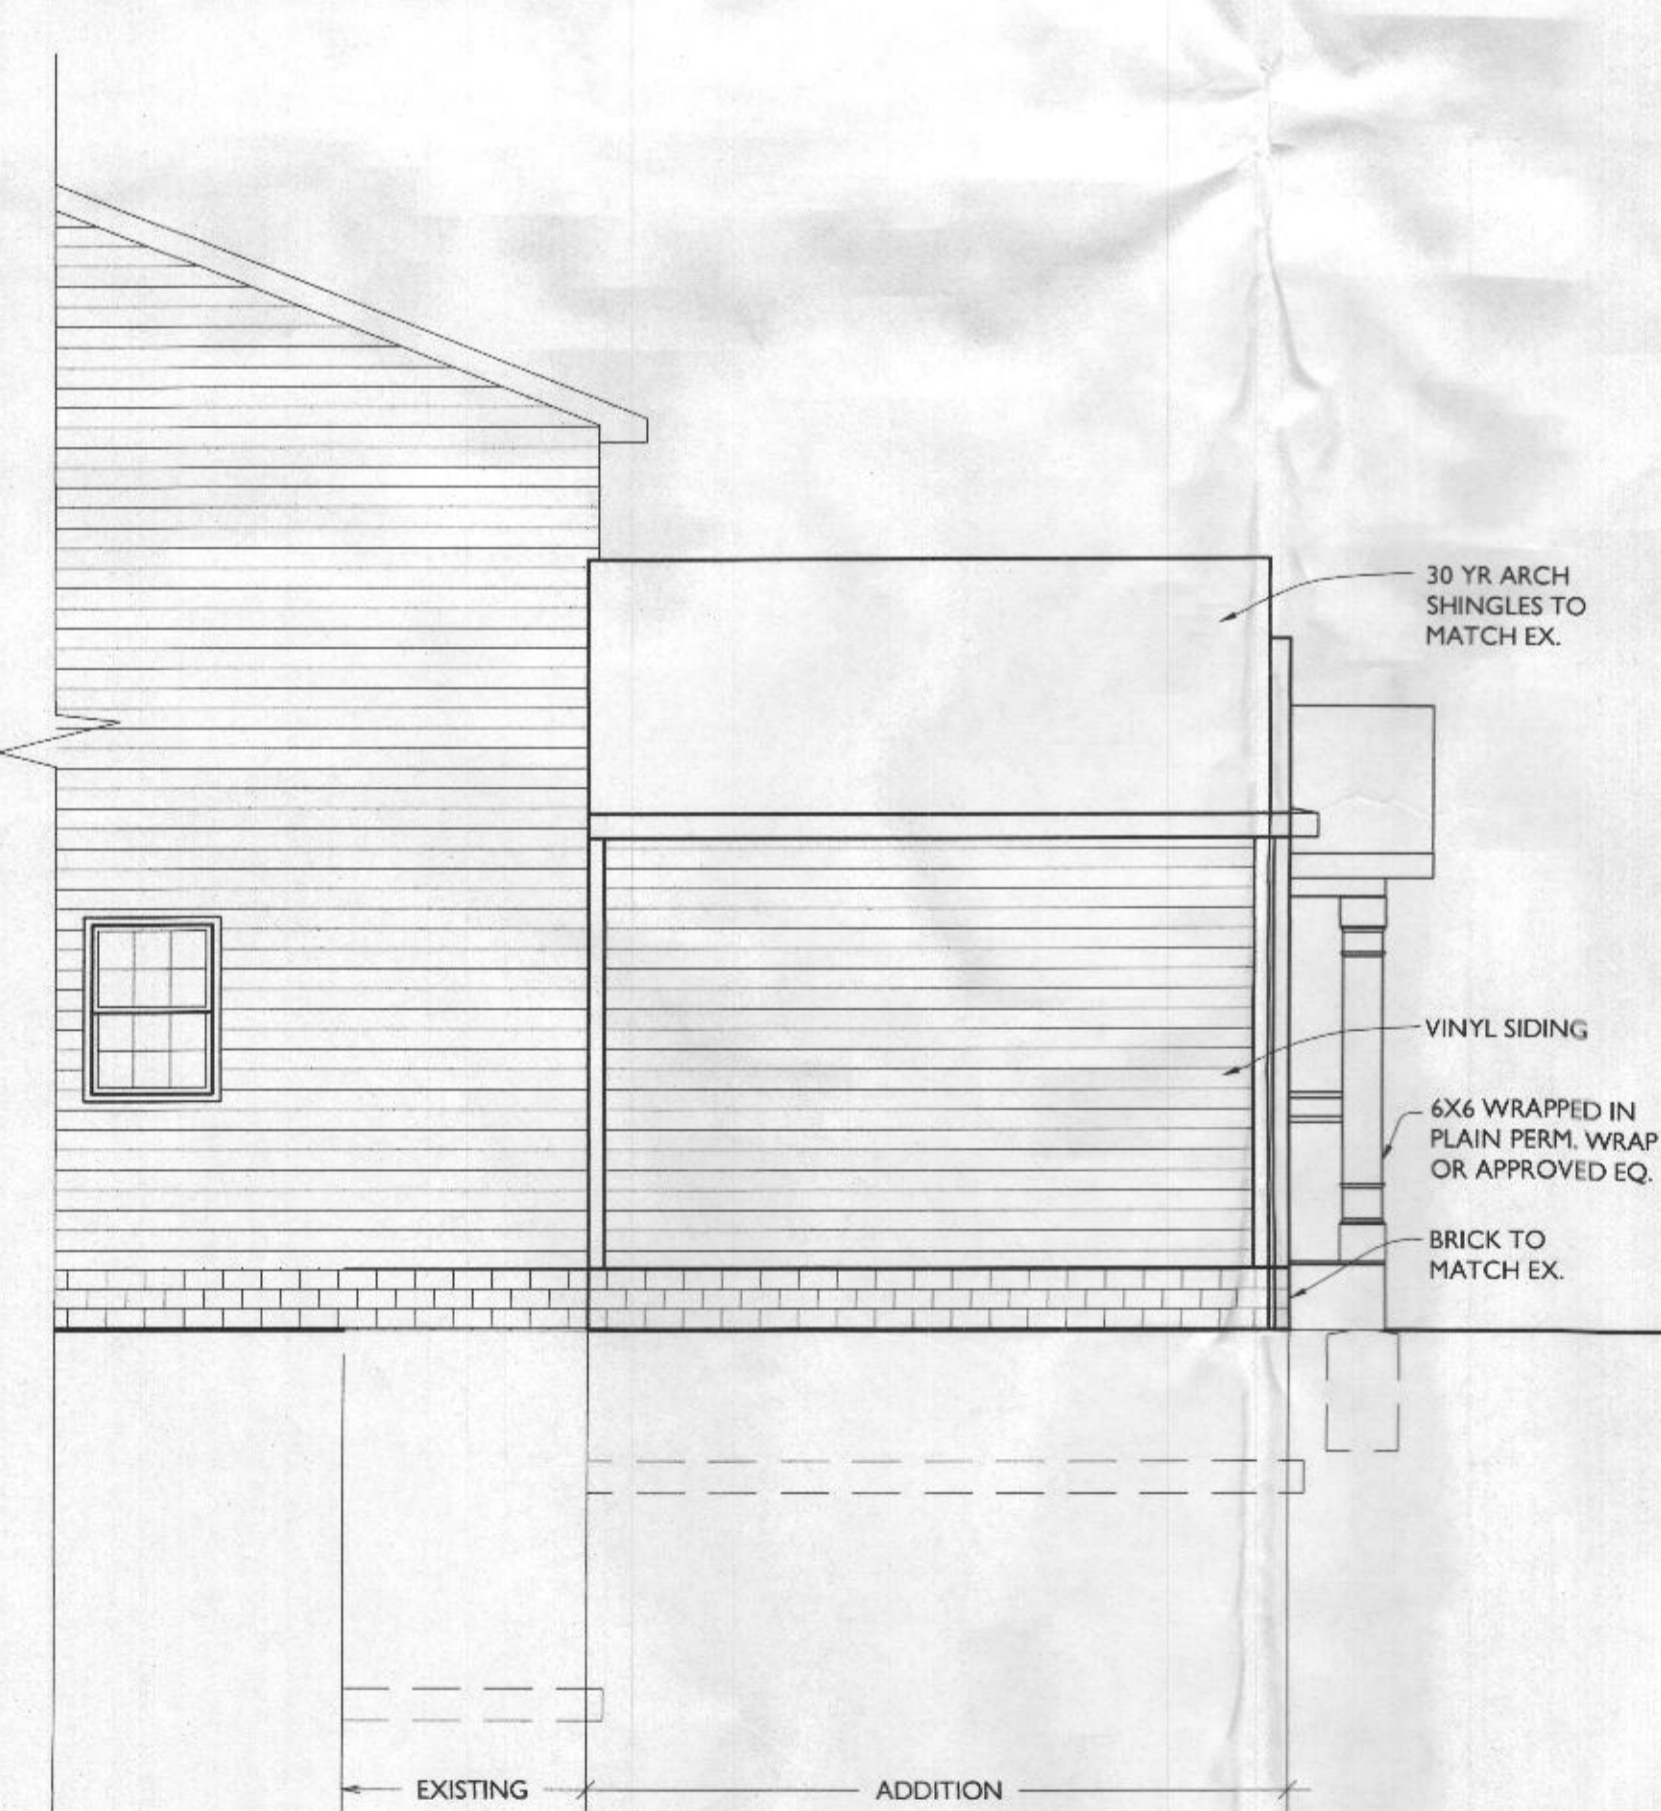 30 YR ARCH
SHINGLES TO
MATCH EX.
VINYL SIDING
6X6 WRAPPED IN
PLAIN PERM. WRAP
OR APPROVED EQ.
BRICK TO
MATCH EX.
EXISTING
ADDITION